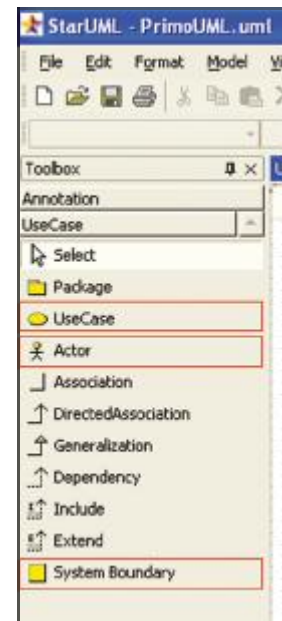 StarUML - PrimoUML.uml
File Edit Format Model
Toolbox
Annotation
UseCase
Select
Package
UseCase
Actor
Association
DirectedAssociation
Generalization
Dependency
Include
Extend
System Boundary